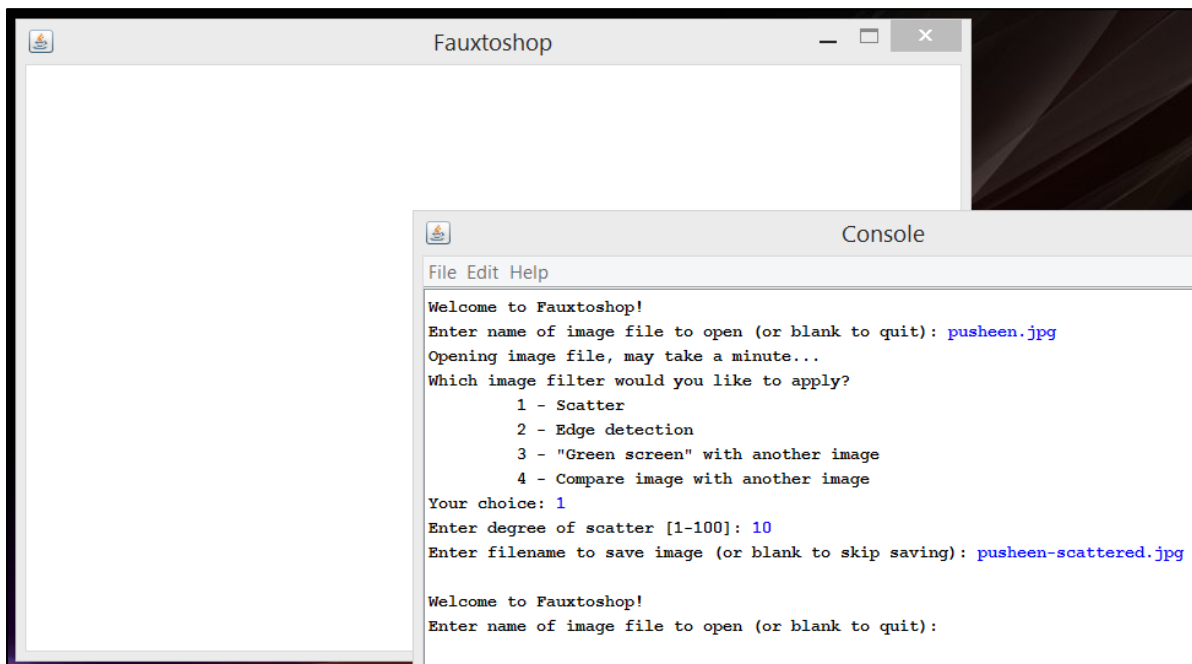 Fauxtoshop
Console
File Edit Help
Welcome to Fauxtoshop!
Enter name of image file to open (or blank to quit): pusheen.jpg
Opening image file, may take a minute...
Which image filter would you like to apply?
1 - Scatter
2 - Edge detection
3 - "Green screen" with another image
4 - Compare image with another image
Your choice: 1
Enter degree of scatter [1-100]: 10
Enter filename to save image (or blank to skip saving): pusheen-scattered.jpg
Welcome to Fauxtoshop!
Enter name of image file to open (or blank to quit):